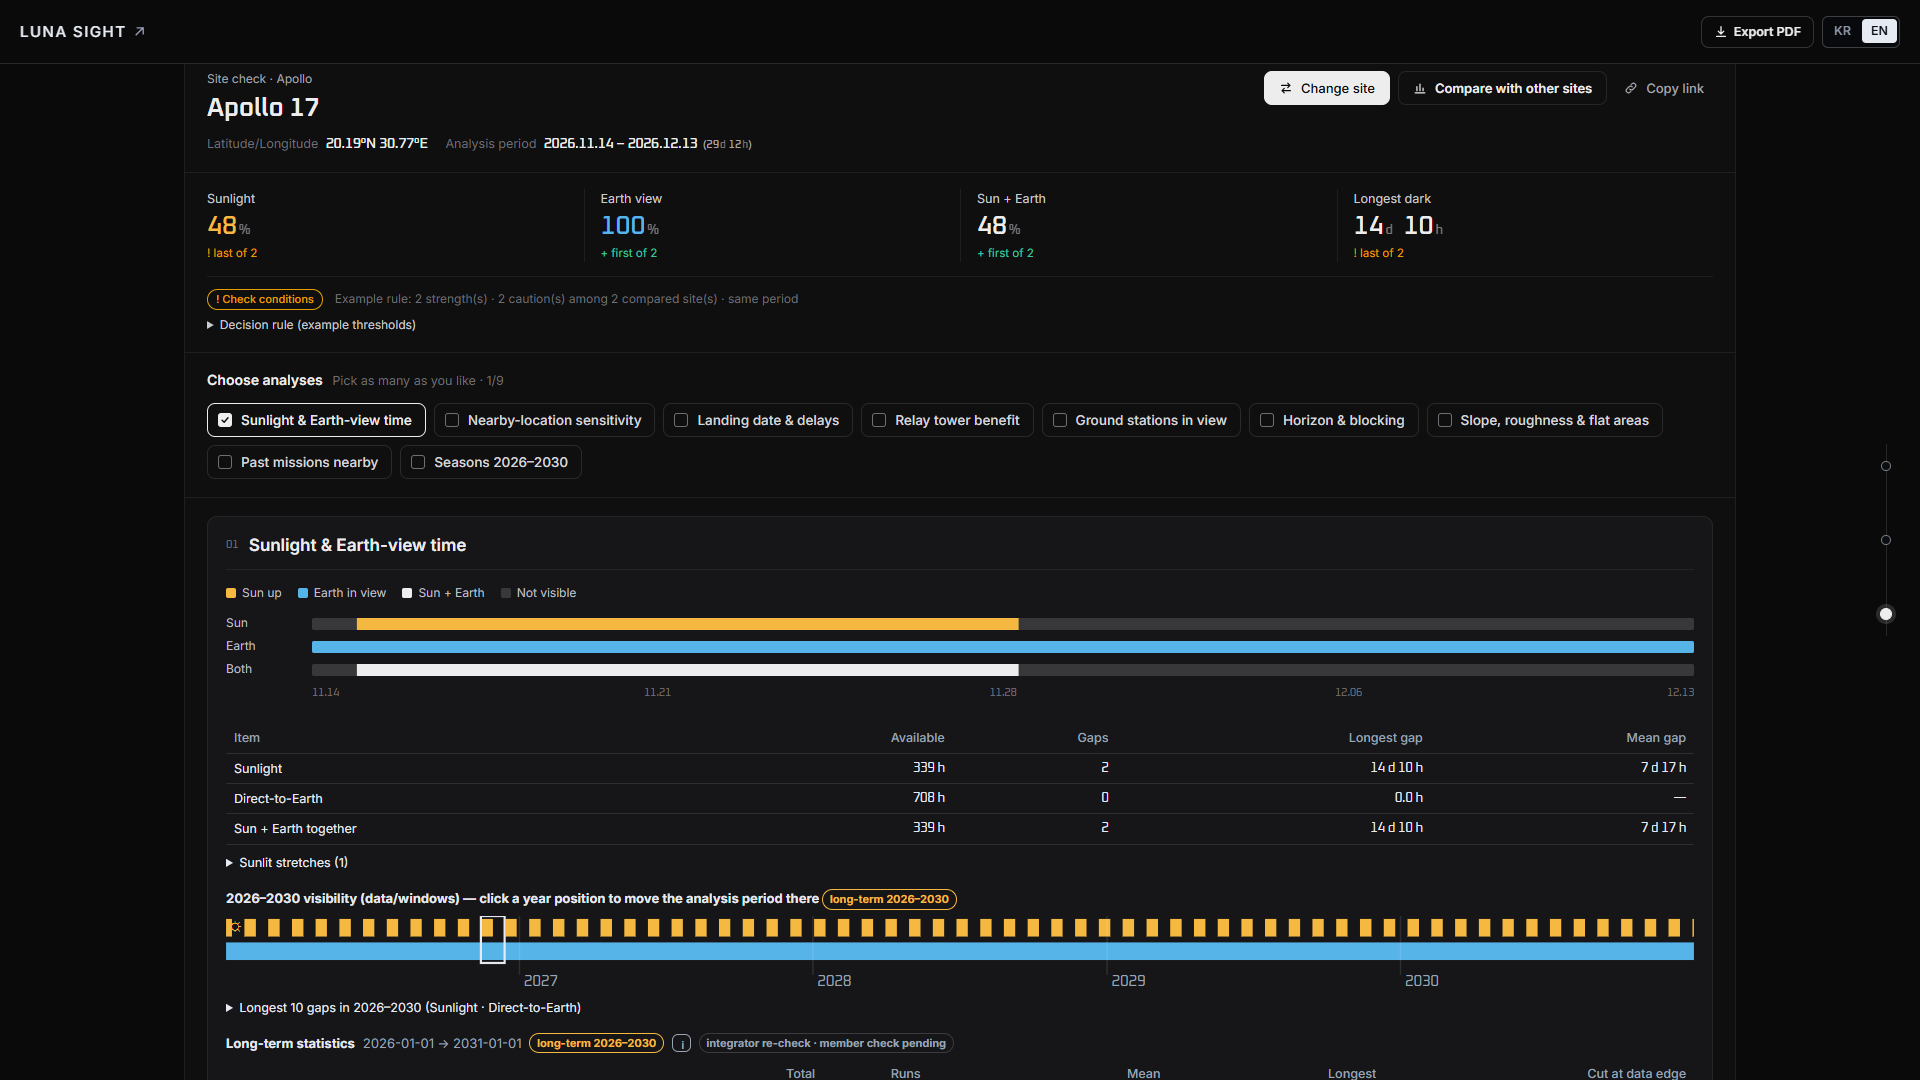 LUNA SIGHT
Export PDF
KR EN
Site check · Apollo
Apollo 17
Change site
Compare with other sites
Copy link
Latitude/Longitude 20.19°N 30.77°E Analysis period 2026.11.14 – 2026.12.13 (29d 12h)
Sunlight
48%
! last of 2
Earth view
100%
+ first of 2
Sun + Earth
48%
+ first of 2
Longest dark
14d 10h
! last of 2
! Check conditions Example rule: 2 strength(s) · 2 caution(s) among 2 compared site(s) · same period
Decision rule (example thresholds)
Choose analyses Pick as many as you like · 1/9
Sunlight & Earth-view time
Nearby-location sensitivity
Landing date & delays
Relay tower benefit
Ground stations in view
Horizon & blocking
Slope, roughness & flat areas
Past missions nearby
Seasons 2026–2030
01 Sunlight & Earth-view time
Sun up Earth in view Sun + Earth Not visible
Sun
Earth
Both
11.14 11.21 11.28 12.06 12.13
Item Available Gaps Longest gap Mean gap
Sunlight 339 h 2 14 d 10 h 7 d 17 h
Direct-to-Earth 708 h 0 0.0 h —
Sun + Earth together 339 h 2 14 d 10 h 7 d 17 h
Sunlit stretches (1)
2026–2030 visibility (data/windows) — click a year position to move the analysis period there long-term 2026–2030
2027 2028 2029 2030
Longest 10 gaps in 2026–2030 (Sunlight · Direct-to-Earth)
Long-term statistics 2026-01-01 → 2031-01-01 long-term 2026–2030 i integrator re-check · member check pending
Total Runs Mean Longest Cut at data edge